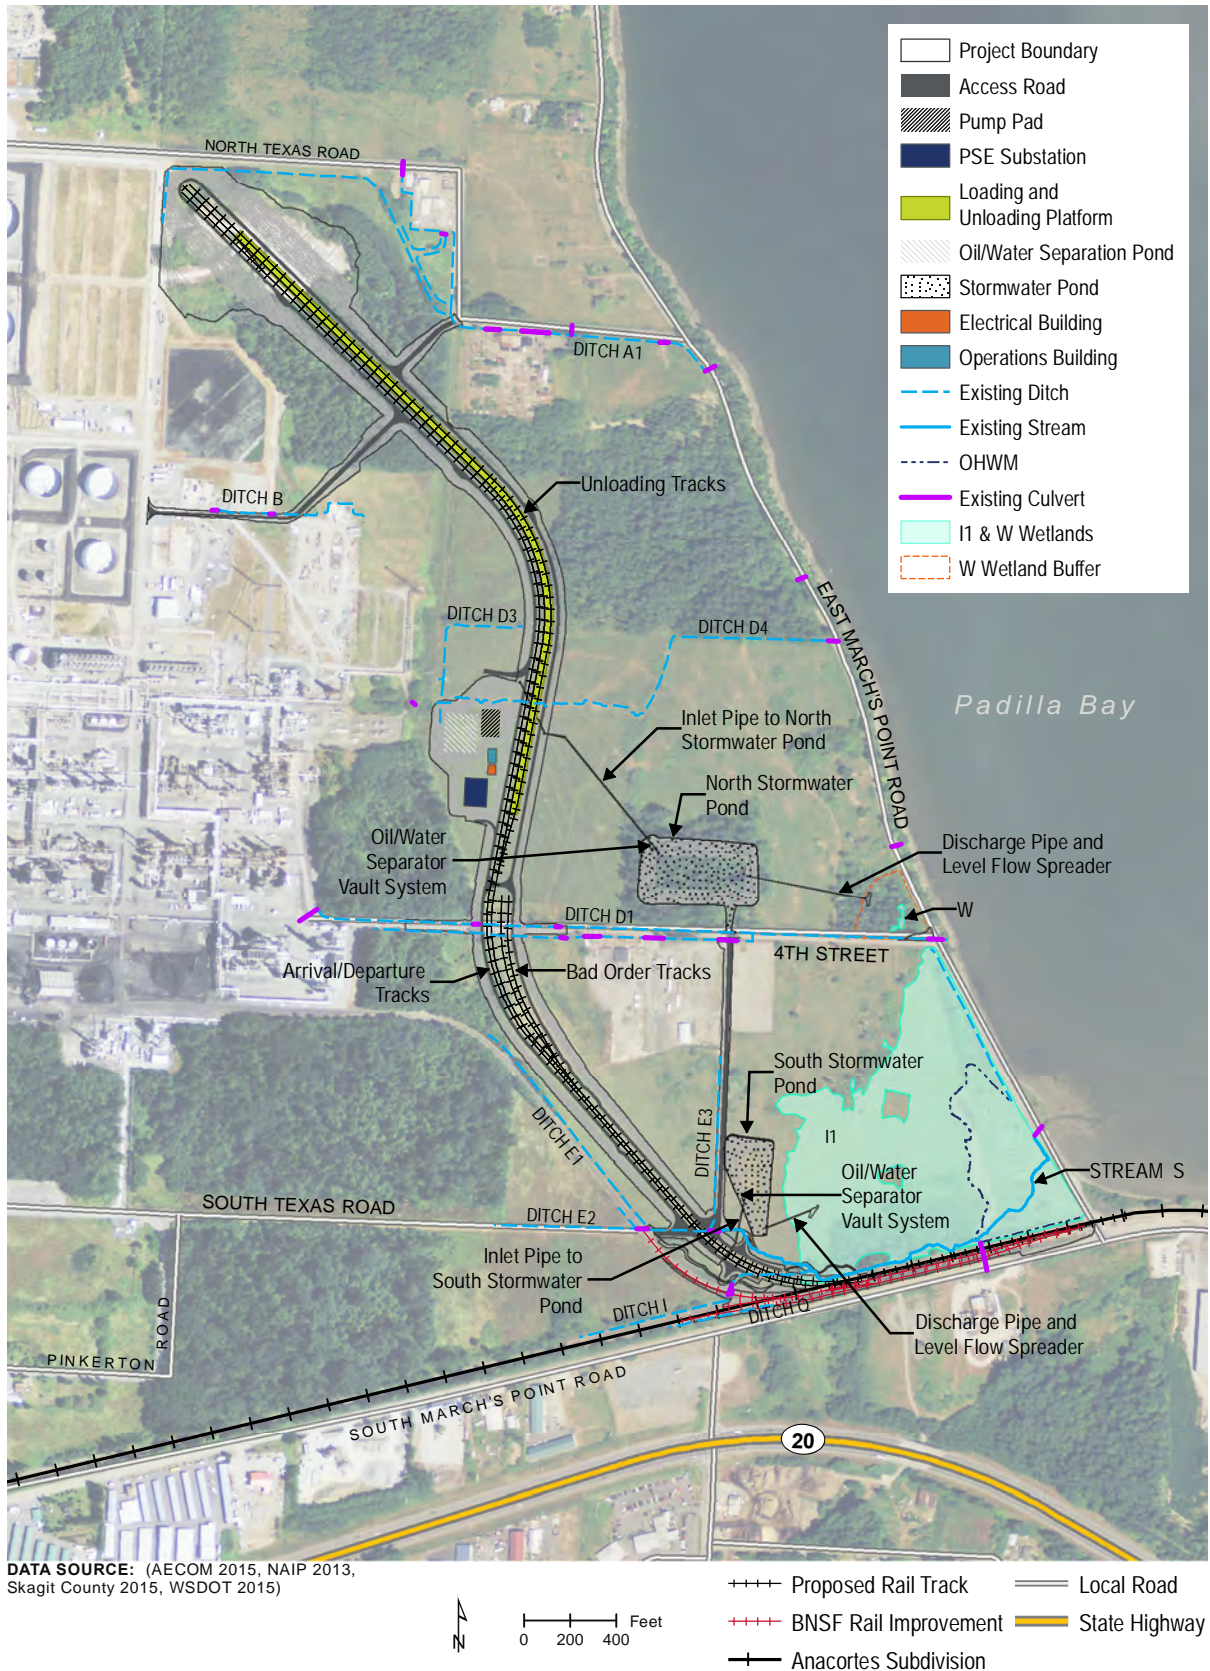 Project Boundary
Access Road
Pump Pad
PSE Substation
Loading and
Unloading Platform
Oil/Water Separation Pond
Stormwater Pond
Electrical Building
Operations Building
Existing Ditch
Existing Stream
OHWM
Existing Culvert
I1 & W Wetlands
W Wetland Buffer
NORTH TEXAS ROAD
DITCH A1
DITCH B
Unloading Tracks
EAST MARCH'S POINT ROAD
DITCH D3
DITCH D4
Padilla Bay
Inlet Pipe to North
Stormwater Pond
North Stormwater
Pond
Oil/Water
Separator
Vault System
Discharge Pipe and
Level Flow Spreader
W
DITCH D1
4TH STREET
Arrival/Departure
Tracks
Bad Order Tracks
South Stormwater
Pond
DITCH E1
DITCH E3
I1
Oil/Water
Separator
Vault System
STREAM S
SOUTH TEXAS ROAD
DITCH E2
Inlet Pipe to
South Stormwater
Pond
DITCH I
DITCH O
Discharge Pipe and
Level Flow Spreader
PINKERTON
ROAD
SOUTH MARCH'S POINT ROAD
20
DATA SOURCE: (AECOM 2015, NAIP 2013,
Skagit County 2015, WSDOT 2015)
N
0 200 400
Feet
Proposed Rail Track
BNSF Rail Improvement
Anacortes Subdivision
Local Road
State Highway